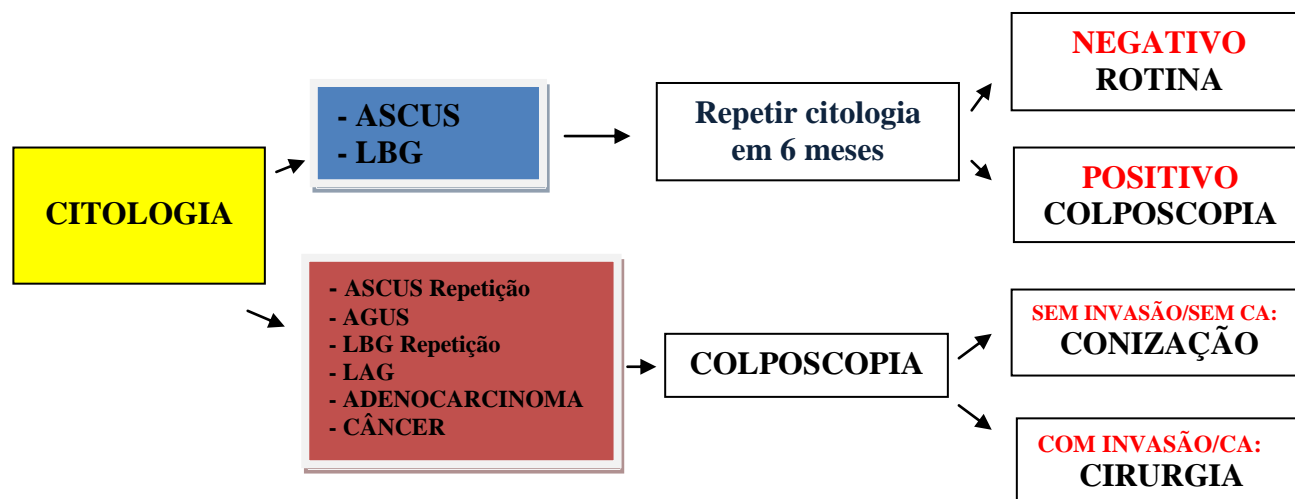 CITOLOGIA
- ASCUS
- LBG
Repetir citologia
em 6 meses
NEGATIVO
ROTINA
POSITIVO
COLPOSCOPIA
- ASCUS Repetição
- AGUS
- LBG Repetição
- LAG
- ADENOCARCINOMA
- CÂNCER
COLPOSCOPIA
SEM INVASÃO/SEM CA:
CONIZAÇÃO
COM INVASÃO/CA:
CIRURGIA